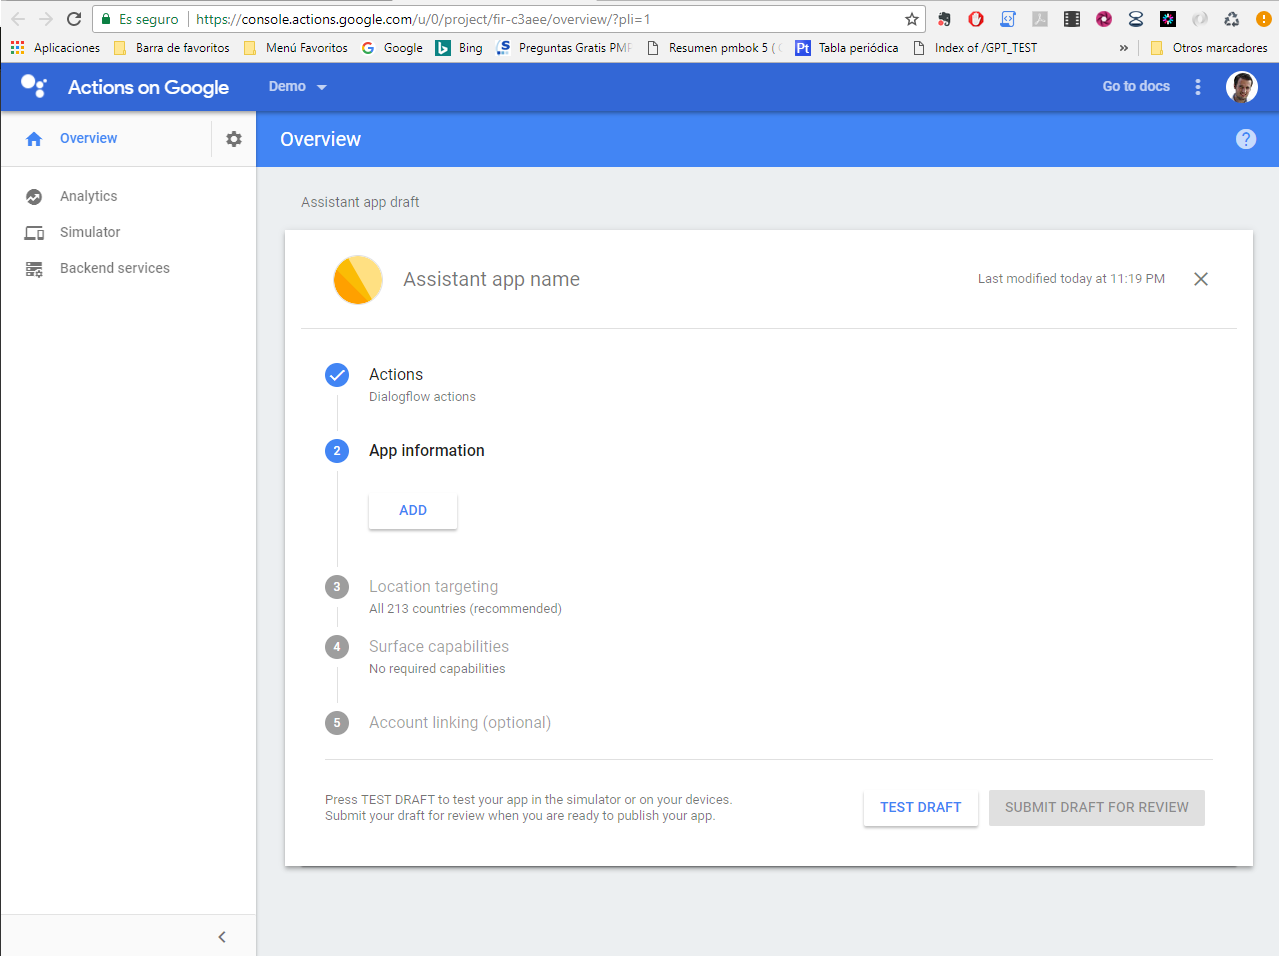 Es seguro
https://console.actions.google.com/u/0/project/fir-c3aee/overview/?pli=1
Aplicaciones
Barra de favoritos
Menú Favoritos
Google
Bing
Preguntas Gratis PMP
Resumen pmbok 5 (
Tabla periódica
Index of /GPT_TEST
»
Otros marcadores
Actions on Google
Demo
Go to docs
Overview
Overview
?
Analytics
Simulator
Backend services
Assistant app draft
Assistant app name
Last modified today at 11:19 PM
Actions
Dialogflow actions
2
App information
ADD
3
Location targeting
All 213 countries (recommended)
4
Surface capabilities
No required capabilities
5
Account linking (optional)
Press TEST DRAFT to test your app in the simulator or on your devices.
Submit your draft for review when you are ready to publish your app.
TEST DRAFT
SUBMIT DRAFT FOR REVIEW